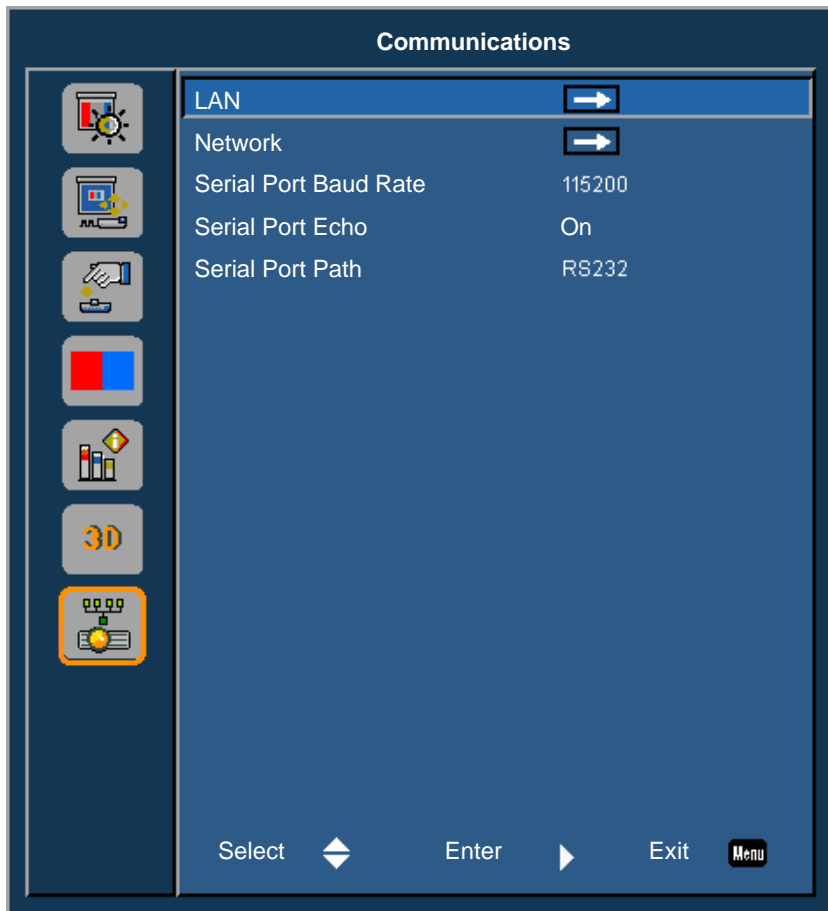 Communications
LAN
Network
Serial Port Baud Rate 115200
Serial Port Echo On
Serial Port Path RS232
3D
Select Enter Exit Menu